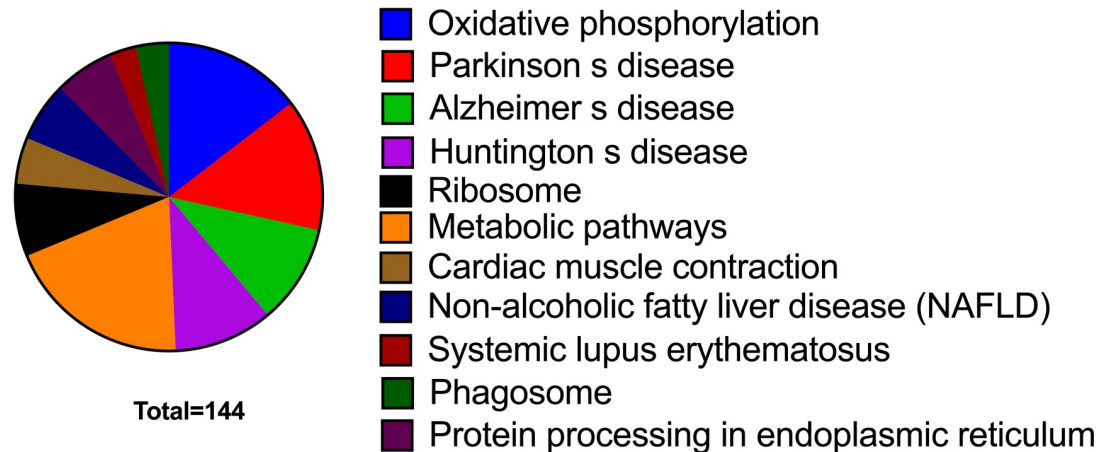 Oxidative phosphorylation
Parkinson s disease
Alzheimer s disease
Huntington s disease
Ribosome
Metabolic pathways
Cardiac muscle contraction
Non-alcoholic fatty liver disease (NAFLD)
Systemic lupus erythematosus
Phagosome
Protein processing in endoplasmic reticulum
Total=144